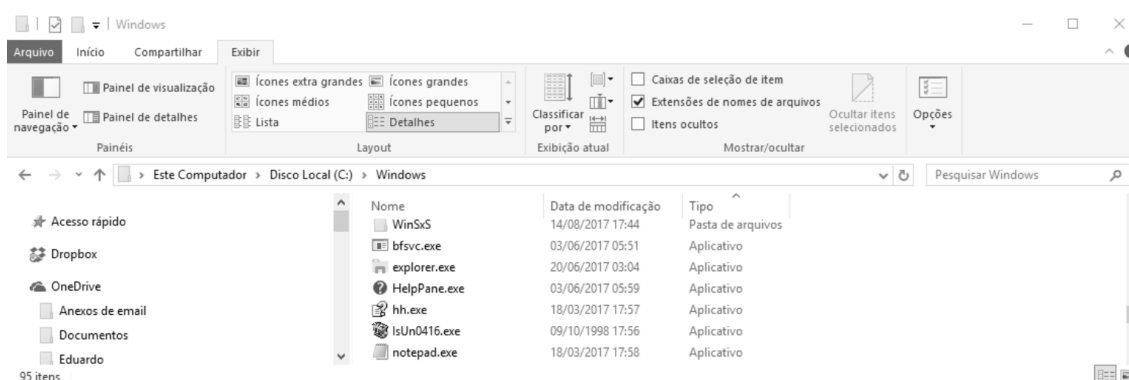 Windows
Arquivo Início Compartilhar Exibir
Painel de navegação
Painel de visualização
Painel de detalhes
Painéis
Ícones extra grandes Ícones grandes
Ícones médios Ícones pequenos
Lista Detalhes
Layout
Classificar por
Exibição atual
Caixas de seleção de item
Extensões de nomes de arquivos
Itens ocultos
Ocultar itens selecionados
Mostrar/ocultar
Opções
Este Computador > Disco Local (C:) > Windows
Pesquisar Windows
Acesso rápido
Dropbox
OneDrive
Anexos de email
Documentos
Eduardo
Nome Data de modificação Tipo
WinSxS 14/08/2017 17:44 Pasta de arquivos
bfsvc.exe 03/06/2017 05:51 Aplicativo
explorer.exe 20/06/2017 03:04 Aplicativo
HelpPane.exe 03/06/2017 05:59 Aplicativo
hh.exe 18/03/2017 17:57 Aplicativo
IsUn0416.exe 09/10/1998 17:56 Aplicativo
notepad.exe 18/03/2017 17:58 Aplicativo
95 itens